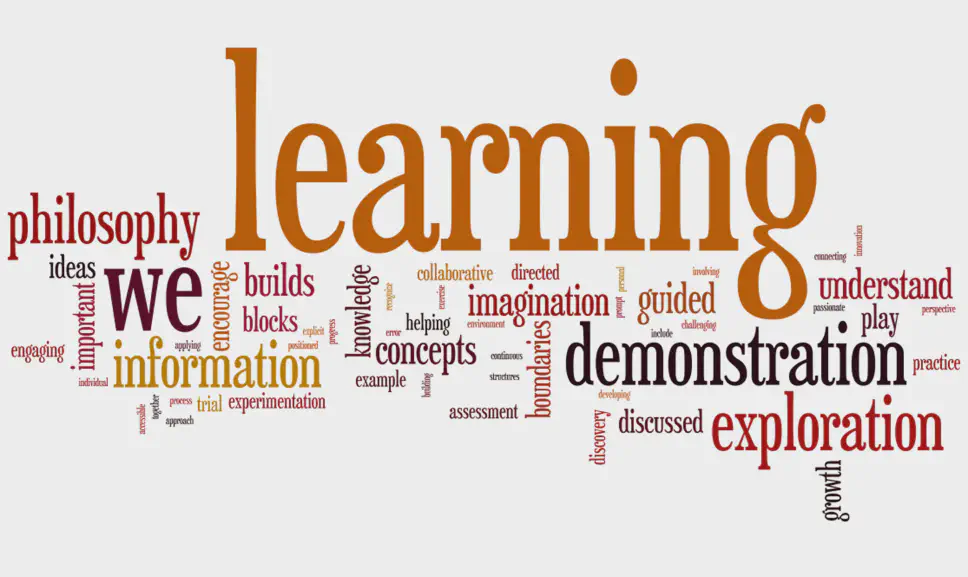 learning
philosophy
ideas
we
important
engaging
individual
information
applying
encourage
builds
blocks
explicit
positioned
progress
accessible
together
process
approach
trial
experimentation
knowledge
recognize
collaborative
exercise
directed
helping
error
environment
imagination
concepts
example
building
continuous
structures
assessment
boundaries
personal
prompt
guided
involving
challenging
include
demonstration
developing
discovery
discussed
exploration
growth
connecting
innovation
understand
passionate
perspective
play
practice